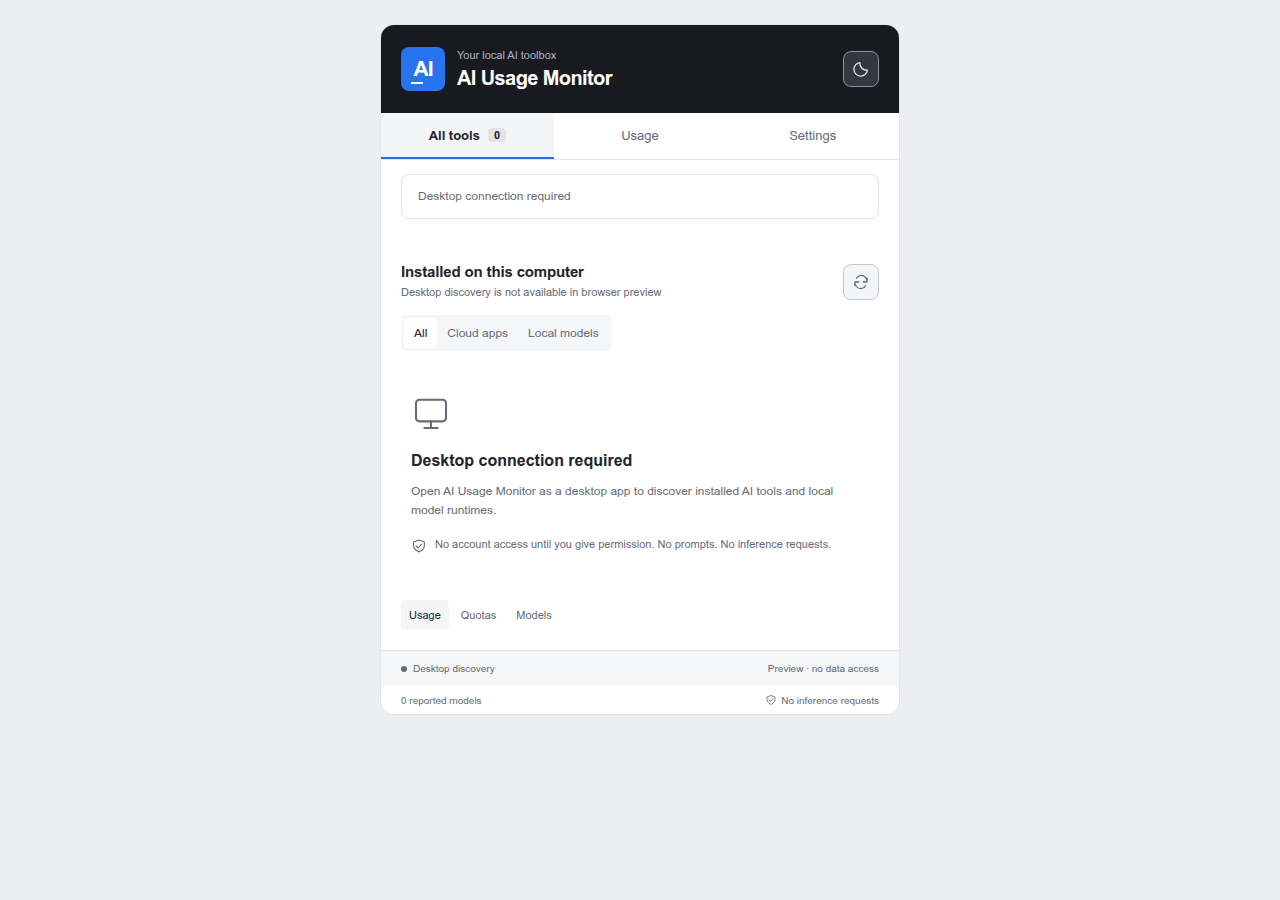 AI
Your local AI toolbox
AI Usage Monitor
All tools 0
Usage
Settings
Desktop connection required
Installed on this computer
Desktop discovery is not available in browser preview
All
Cloud apps
Local models
Desktop connection required
Open AI Usage Monitor as a desktop app to discover installed AI tools and local
model runtimes.
No account access until you give permission. No prompts. No inference requests.
Usage
Quotas
Models
Desktop discovery
Preview · no data access
0 reported models
No inference requests